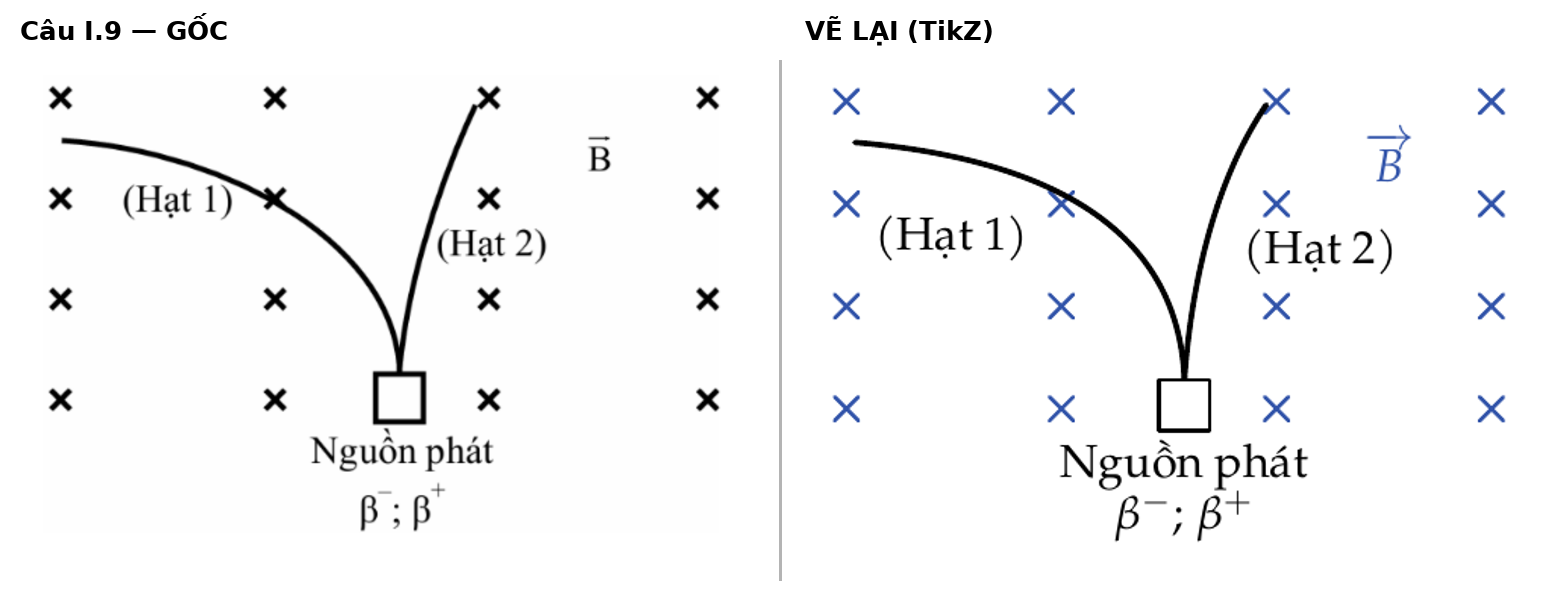 Câu I.9 — GỐC
B⃗
(Hạt 1)
(Hạt 2)
Nguồn phát
β⁻; β⁺
VẼ LẠI (TikZ)
B⃗
(Hạt 1)
(Hạt 2)
Nguồn phát
β⁻; β⁺